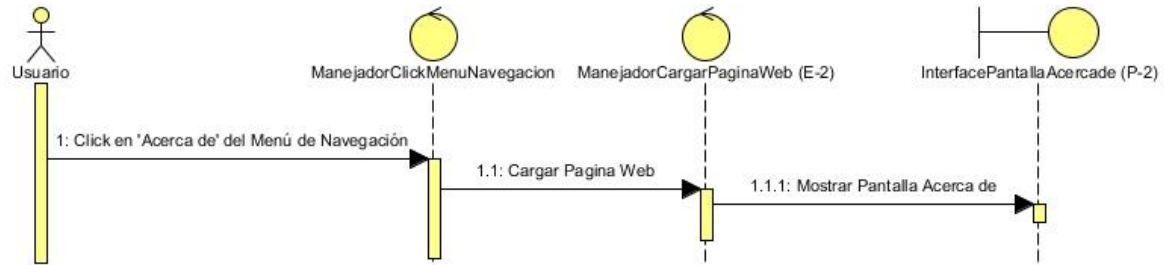 Usuario
ManejadorClickMenuNavegacion
ManejadorCargarPaginaWeb (E-2)
InterfacePantallaAcercade (P-2)
1: Click en 'Acerca de' del Menú de Navegación
1.1: Cargar Pagina Web
1.1.1: Mostrar Pantalla Acerca de